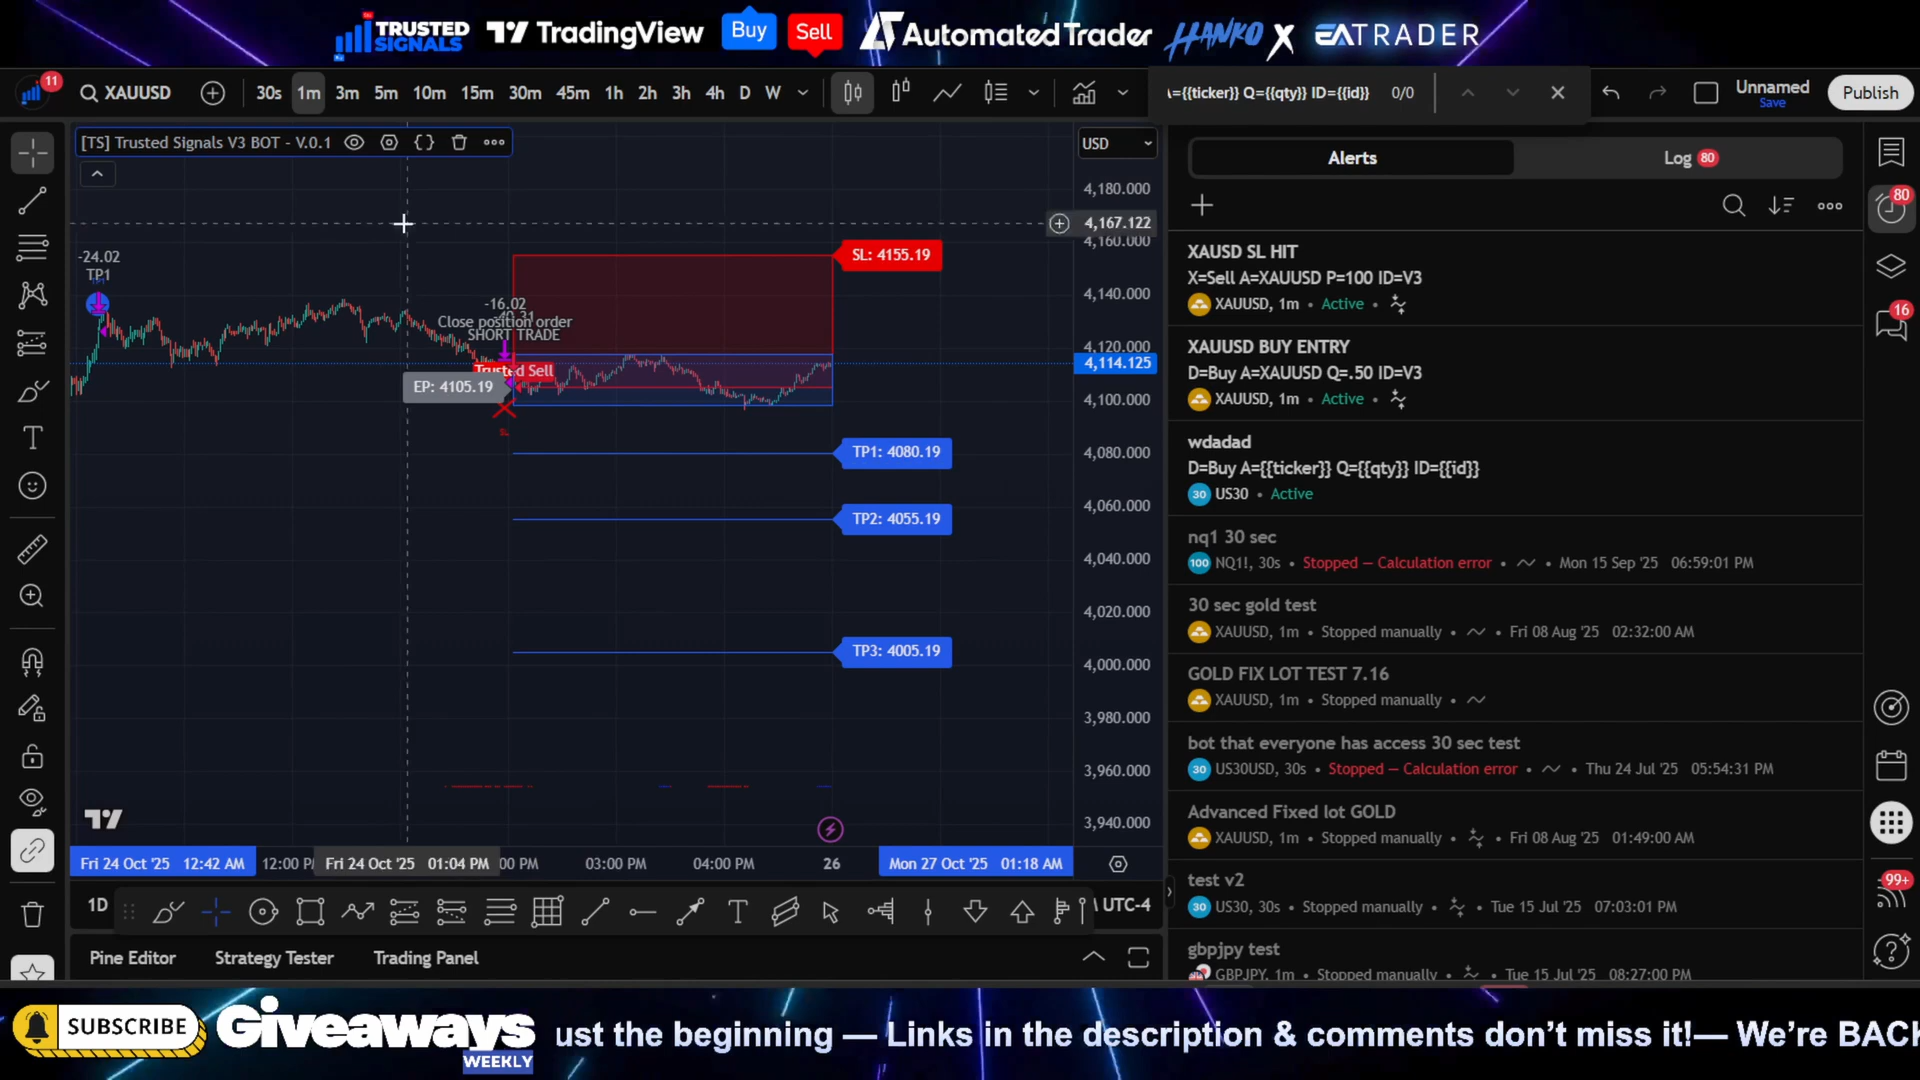 TRUSTED SIGNALS
TradingView
Buy
Sell
AutomatedTrader
HANKO X
EATRADER
11
XAUUSD
30s 1m 3m 5m 10m 15m 30m 45m 1h 2h 3h 4h D W
A={{ticker}} Q={{qty}} ID={{id}}
0/0
Unnamed
Save
Publish
[TS] Trusted Signals V3 BOT - V.0.1
USD
4,180.000
4,167.122
4,160.000
4,140.000
4,120.000
4,114.125
4,100.000
4,080.000
4,060.000
4,040.000
4,020.000
4,000.000
3,980.000
3,960.000
3,940.000
-24.02
TP1
-16.02
Close position order
SHORT TRADE
Trusted Sell
EP: 4105.19
SL: 4155.19
TP1: 4080.19
TP2: 4055.19
TP3: 4005.19
Fri 24 Oct '25 12:42 AM
12:00 P
Fri 24 Oct '25 01:04 PM
:00 PM
03:00 PM
04:00 PM
26
Mon 27 Oct '25 01:18 AM
1D
UTC-4
Pine Editor
Strategy Tester
Trading Panel
Alerts
Log 80
XAUSD SL HIT
X=Sell A=XAUUSD P=100 ID=V3
XAUUSD, 1m • Active •
XAUUSD BUY ENTRY
D=Buy A=XAUUSD Q=.50 ID=V3
XAUUSD, 1m • Active •
wdadad
D=Buy A={{ticker}} Q={{qty}} ID={{id}}
30 US30 • Active
nq1 30 sec
100 NQ1!, 30s • Stopped — Calculation error • • Mon 15 Sep '25 06:59:01 PM
30 sec gold test
XAUUSD, 1m • Stopped manually • • Fri 08 Aug '25 02:32:00 AM
GOLD FIX LOT TEST 7.16
XAUUSD, 1m • Stopped manually •
bot that everyone has access 30 sec test
30 US30USD, 30s • Stopped — Calculation error • • Thu 24 Jul '25 05:54:31 PM
Advanced Fixed lot GOLD
XAUUSD, 1m • Stopped manually • • Fri 08 Aug '25 01:49:00 AM
test v2
30 US30, 30s • Stopped manually • • Tue 15 Jul '25 07:03:01 PM
gbpjpy test
GBPJPY, 1m • Stopped manually • • Tue 15 Jul '25 08:27:00 PM
80
16
99+
SUBSCRIBE
Giveaways
WEEKLY
ust the beginning — Links in the description & comments don't miss it!— We're BACK